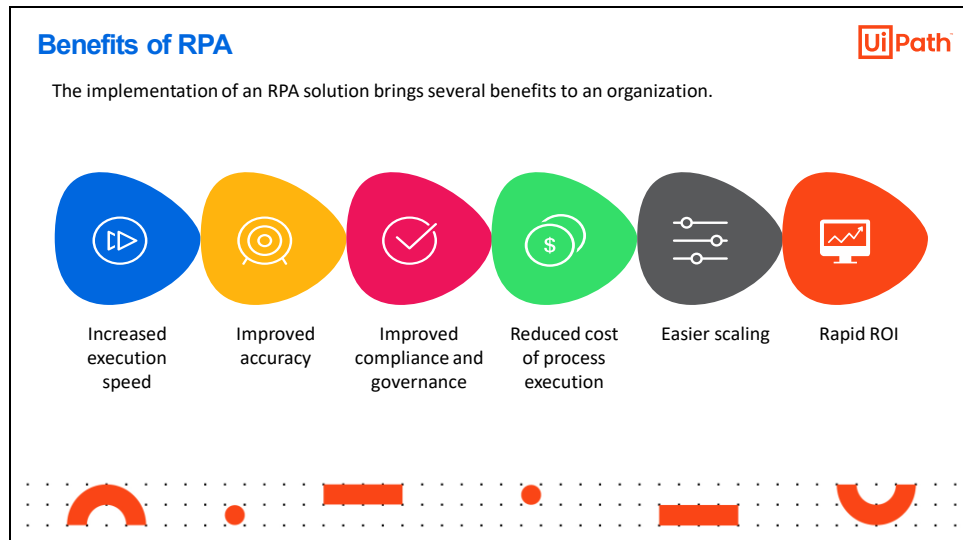 Benefits of RPA
UiPath
The implementation of an RPA solution brings several benefits to an organization.
$
Increased
execution
speed
Improved
accuracy
Improved
compliance and
governance
Reduced cost
of process
execution
Easier scaling
Rapid ROI